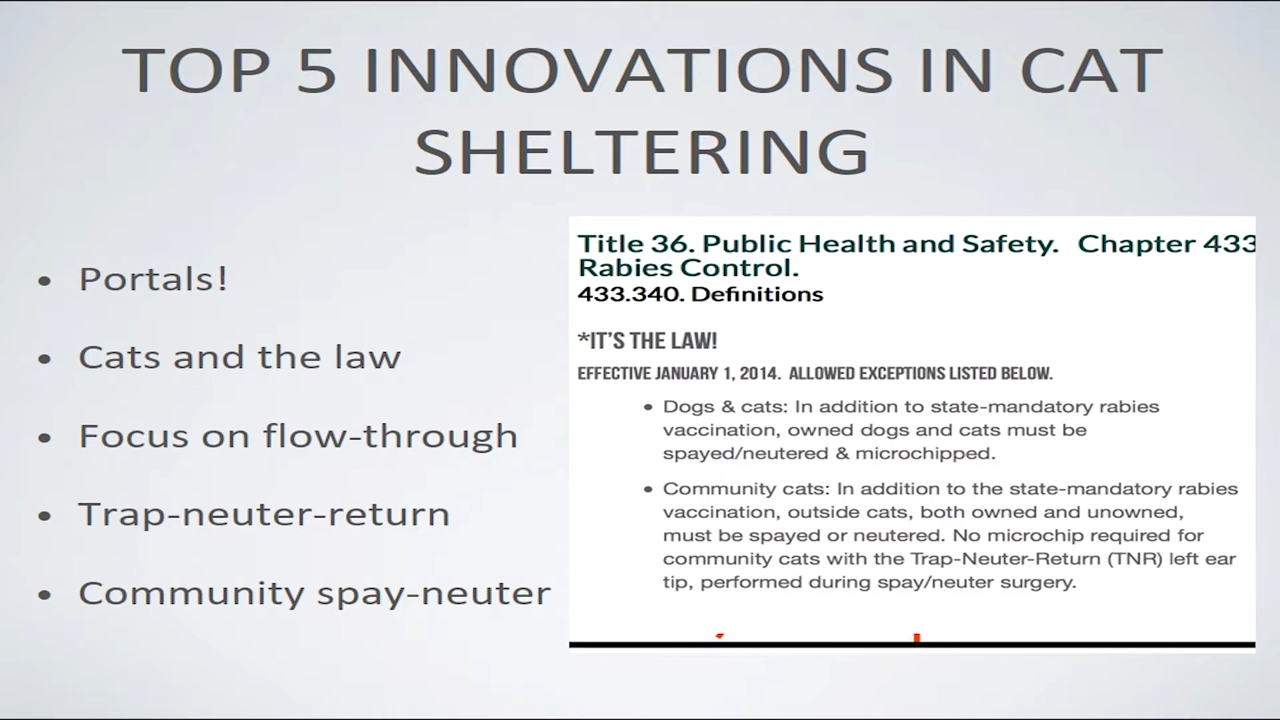 TOP 5 INNOVATIONS IN CAT
SHELTERING
• Portals!
• Cats and the law
• Focus on flow-through
• Trap-neuter-return
• Community spay-neuter
Title 36. Public Health and Safety. Chapter 433
Rabies Control.
433.340. Definitions
*IT'S THE LAW!
EFFECTIVE JANUARY 1, 2014. ALLOWED EXCEPTIONS LISTED BELOW.
• Dogs & cats: In addition to state-mandatory rabies
vaccination, owned dogs and cats must be
spayed/neutered & microchipped.
• Community cats: In addition to the state-mandatory rabies
vaccination, outside cats, both owned and unowned,
must be spayed or neutered. No microchip required for
community cats with the Trap-Neuter-Return (TNR) left ear
tip, performed during spay/neuter surgery.